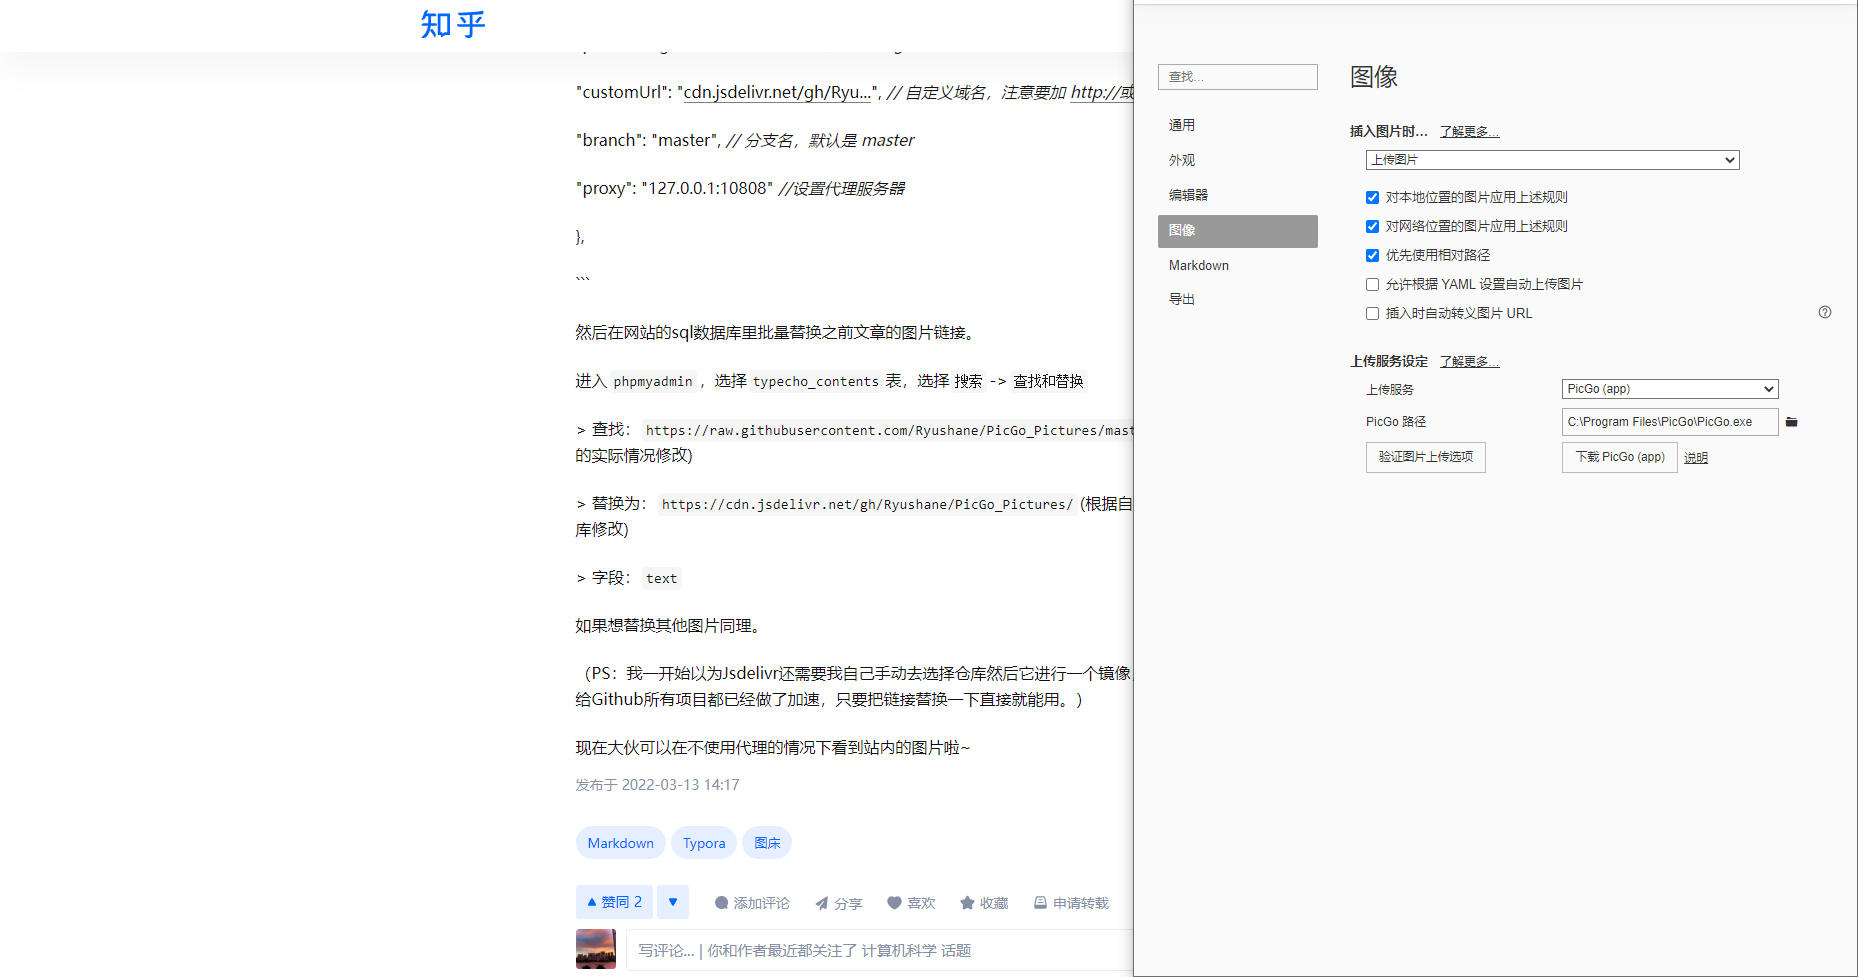 知乎
"customUrl": "cdn.jsdelivr.net/gh/Ryu...", // 自定义域名，注意要加 http://或
"branch": "master", // 分支名，默认是 master
"proxy": "127.0.0.1:10808" //设置代理服务器
},
```
然后在网站的sql数据库里批量替换之前文章的图片链接。
进入 phpmyadmin ，选择 typecho_contents 表，选择 搜索 -> 查找和替换
> 查找： https://raw.githubusercontent.com/Ryushane/PicGo_Pictures/mast
的实际情况修改)
> 替换为： https://cdn.jsdelivr.net/gh/Ryushane/PicGo_Pictures/ (根据自
库修改)
> 字段： text
如果想替换其他图片同理。
（PS：我一开始以为Jsdelivr还需要我自己手动去选择仓库然后它进行一个镜像
给Github所有项目都已经做了加速，只要把链接替换一下直接就能用。）
现在大伙可以在不使用代理的情况下看到站内的图片啦~
发布于 2022-03-13 14:17
Markdown Typora 图床
赞同 2 添加评论 分享 喜欢 收藏 申请转载
写评论... | 你和作者最近都关注了 计算机科学 话题
查找...
通用
外观
编辑器
图像
Markdown
导出
图像
插入图片时... 了解更多...
上传图片
对本地位置的图片应用上述规则
对网络位置的图片应用上述规则
优先使用相对路径
允许根据 YAML 设置自动上传图片
插入时自动转义图片 URL
上传服务设定 了解更多...
上传服务 PicGo (app)
PicGo 路径 C:\Program Files\PicGo\PicGo.exe
验证图片上传选项 下载 PicGo (app) 说明